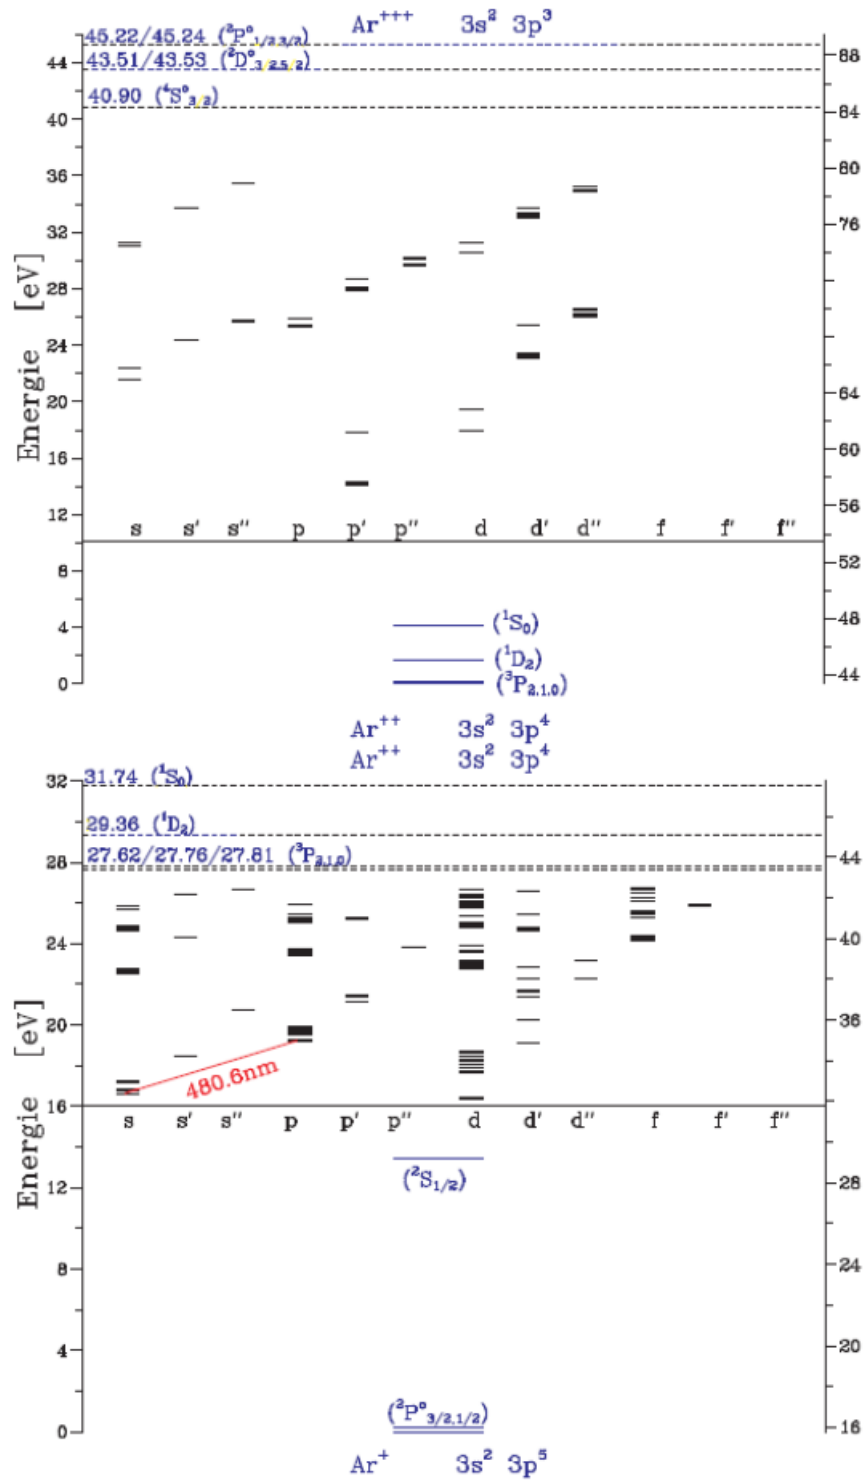 Ar⁺⁺⁺ 3s² 3p³
45.22/45.24 (²P°₁/₂,₃/₂)
43.51/43.53 (²D°₃/₂,₅/₂)
40.90 (⁴S°₃/₂)
44
40
36
32
28
24
20
16
12
8
4
0
Energie [eV]
88
84
80
76
64
60
56
52
48
44
s s′ s″ p p′ p″ d d′ d″ f f′ f″
(¹S₀)
(¹D₂)
(³P₂,₁,₀)
Ar⁺⁺ 3s² 3p⁴
Ar⁺⁺ 3s² 3p⁴
31.74 (¹S₀)
29.36 (¹D₂)
27.62/27.76/27.81 (³P₂,₁,₀)
32
28
24
20
16
12
8
4
0
Energie [eV]
44
40
36
28
24
20
16
480.6nm
s s′ s″ p p′ p″ d d′ d″ f f′ f″
(²S₁/₂)
(²P°₃/₂,₁/₂)
Ar⁺ 3s² 3p⁵